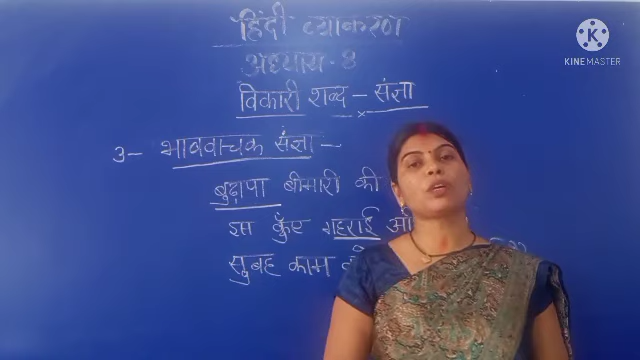 हिंदी व्याकरण
अध्याय - 8
विकारी शब्द - संज्ञा
3- भाववाचक संज्ञा -
बुढ़ापा बीमारी की
इस कुँए गहराई
सुबह काम
K
KINEMASTER